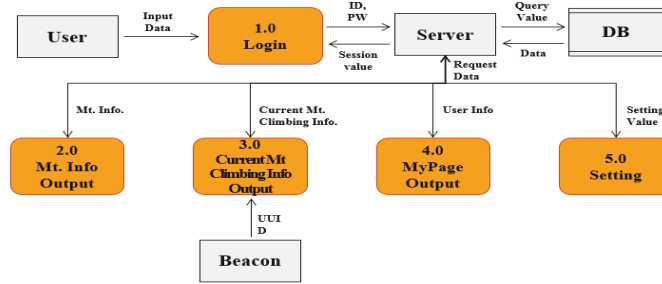 User
Input
Data
1.0
Login
ID,
PW
Session
value
Server
Query
Value
Data
DB
Request
Data
Mt. Info.
Current Mt.
Climbing Info.
User Info
Setting
Value
2.0
Mt. Info
Output
3.0
Current Mt
Climbing Info
Output
4.0
MyPage
Output
5.0
Setting
UUI
D
Beacon